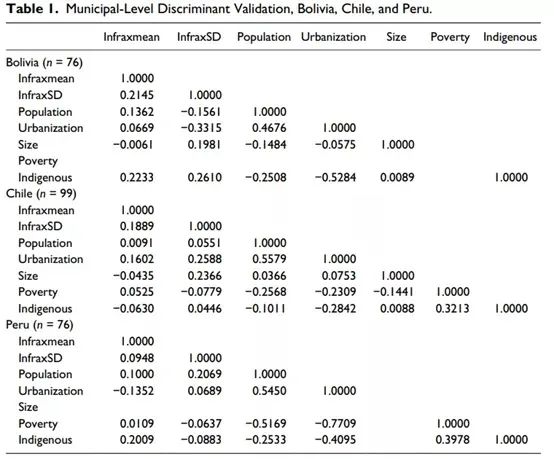 Table 1. Municipal-Level Discriminant Validation, Bolivia, Chile, and Peru.
Infraxmean InfraxSD Population Urbanization Size Poverty Indigenous
Bolivia (n = 76)
Infraxmean 1.0000
InfraxSD 0.2145 1.0000
Population 0.1362 −0.1561 1.0000
Urbanization 0.0669 −0.3315 0.4676 1.0000
Size −0.0061 0.1981 −0.1484 −0.0575 1.0000
Poverty
Indigenous 0.2233 0.2610 −0.2508 −0.5284 0.0089 1.0000
Chile (n = 99)
Infraxmean 1.0000
InfraxSD 0.1889 1.0000
Population 0.0091 0.0551 1.0000
Urbanization 0.1602 0.2588 0.5579 1.0000
Size −0.0435 0.2366 0.0366 0.0753 1.0000
Poverty 0.0525 −0.0779 −0.2568 −0.2309 −0.1441 1.0000
Indigenous −0.0630 0.0446 −0.1011 −0.2842 0.0088 0.3213 1.0000
Peru (n = 76)
Infraxmean 1.0000
InfraxSD 0.0948 1.0000
Population 0.1000 0.2069 1.0000
Urbanization −0.1352 0.0689 0.5450 1.0000
Size
Poverty 0.0109 −0.0637 −0.5169 −0.7709 1.0000
Indigenous 0.2009 −0.0883 −0.2533 −0.4095 0.3978 1.0000